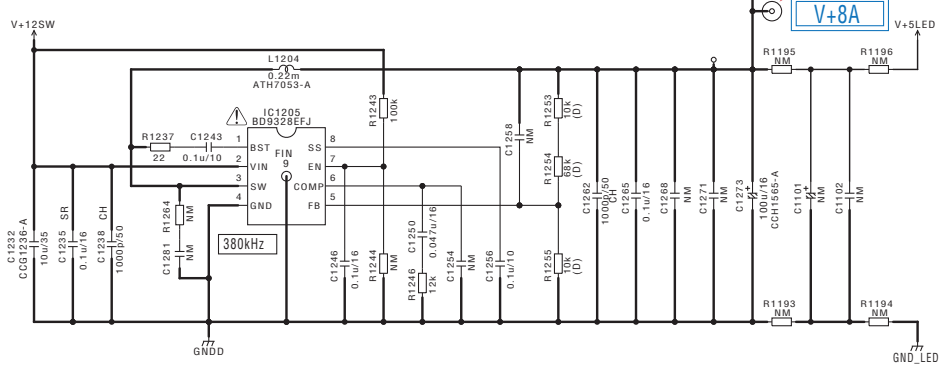 V+12SW
V+8A
V+5LED
L1204
0.22m
ATH7053-A
R1195
NM
R1196
NM
R1243
100k
IC1205
BD9328EFJ
R1237
22
C1243
0.1u/10
1
BST
2
VIN
3
SW
4
GND
FIN
9
8
SS
7
EN
6
COMP
5
FB
380kHz
C1258
NM
R1253
10k
(D)
R1254
68k
(D)
R1255
10k
(D)
C1232
CCG1236-A
10u/35
C1235
SR
0.1u/16
C1238
CH
1000p/50
R1264
NM
C1281
NM
C1246
0.1u/16
R1244
NM
C1250
0.047u/16
R1246
12k
C1254
NM
C1256
0.1u/10
C1262
1000p/50
CH
C1265
0.1u/16
C1268
NM
C1271
NM
C1273
100u/16
CCH1565-A
C1101
NM
C1102
NM
R1193
NM
R1194
NM
GNDD
GND_LED